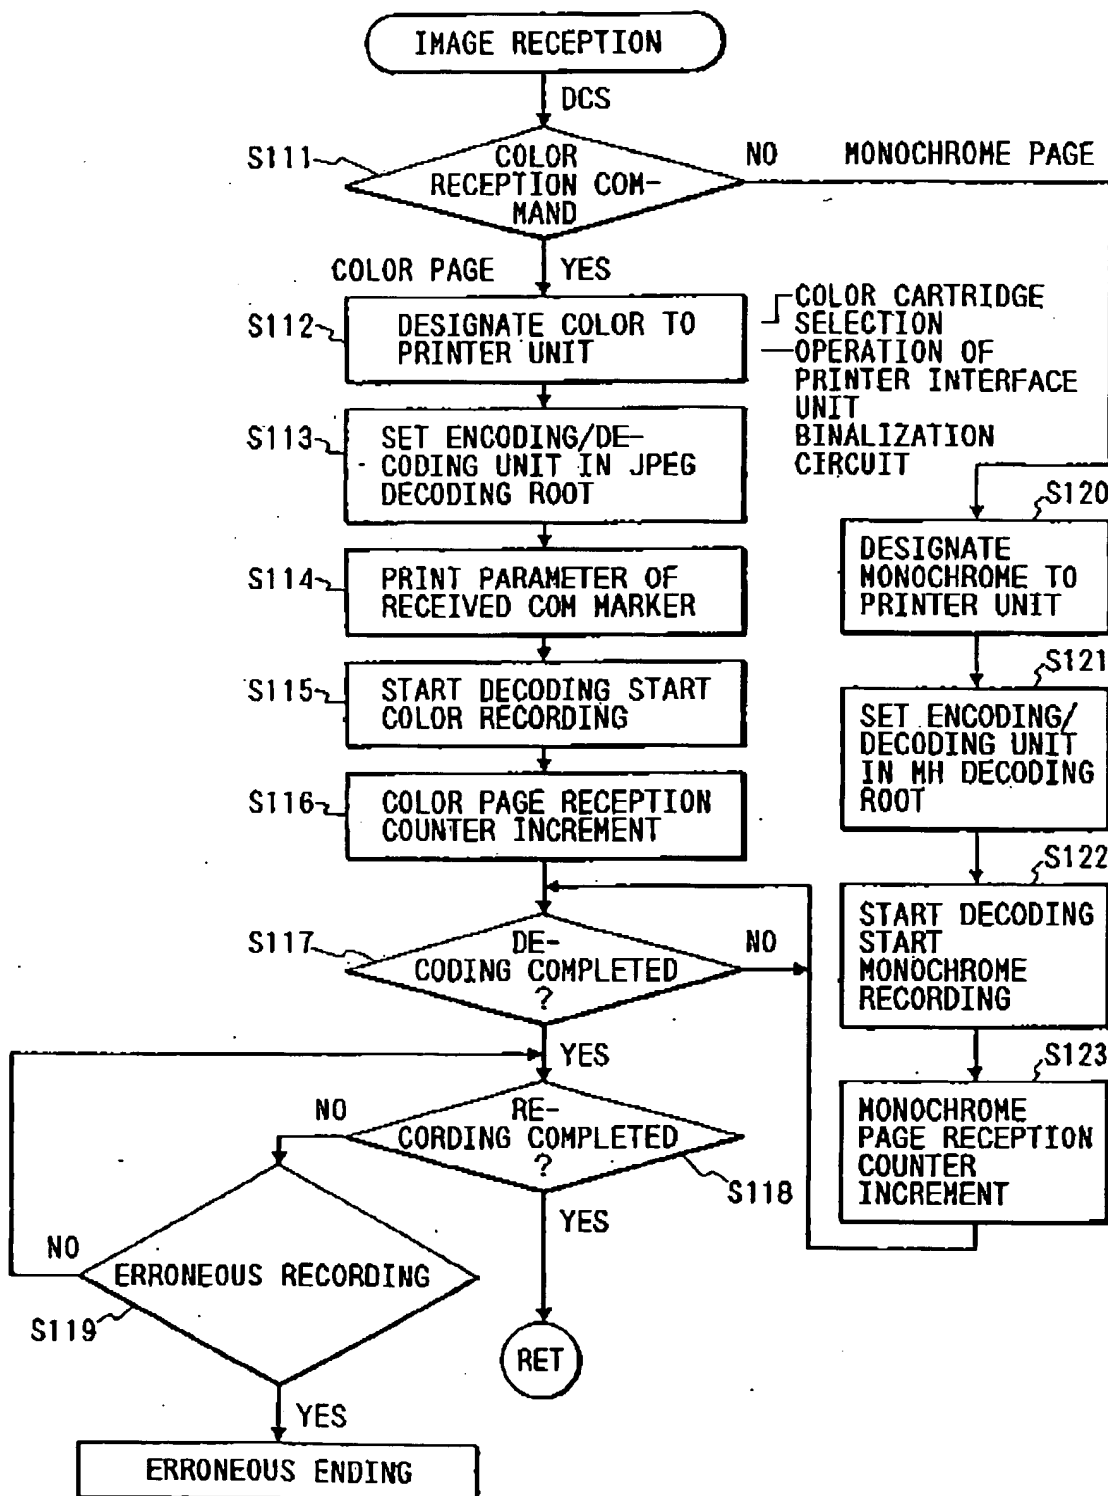 IMAGE RECEPTION
DCS
S111
COLOR
RECEPTION COM-
MAND
NO
MONOCHROME PAGE
COLOR PAGE
YES
S112
DESIGNATE COLOR TO
PRINTER UNIT
COLOR CARTRIDGE
SELECTION
OPERATION OF
PRINTER INTERFACE
UNIT
BINALIZATION
CIRCUIT
S113
SET ENCODING/DE-
CODING UNIT IN JPEG
DECODING ROOT
S114
PRINT PARAMETER OF
RECEIVED COM MARKER
S115
START DECODING START
COLOR RECORDING
S116
COLOR PAGE RECEPTION
COUNTER INCREMENT
S117
DE-
CODING COMPLETED
?
NO
YES
RE-
CORDING COMPLETED
?
NO
S118
YES
ERRONEOUS RECORDING
NO
S119
YES
ERRONEOUS ENDING
RET
S120
DESIGNATE
MONOCHROME TO
PRINTER UNIT
S121
SET ENCODING/
DECODING UNIT
IN MH DECODING
ROOT
S122
START DECODING
START
MONOCHROME
RECORDING
S123
MONOCHROME
PAGE RECEPTION
COUNTER
INCREMENT